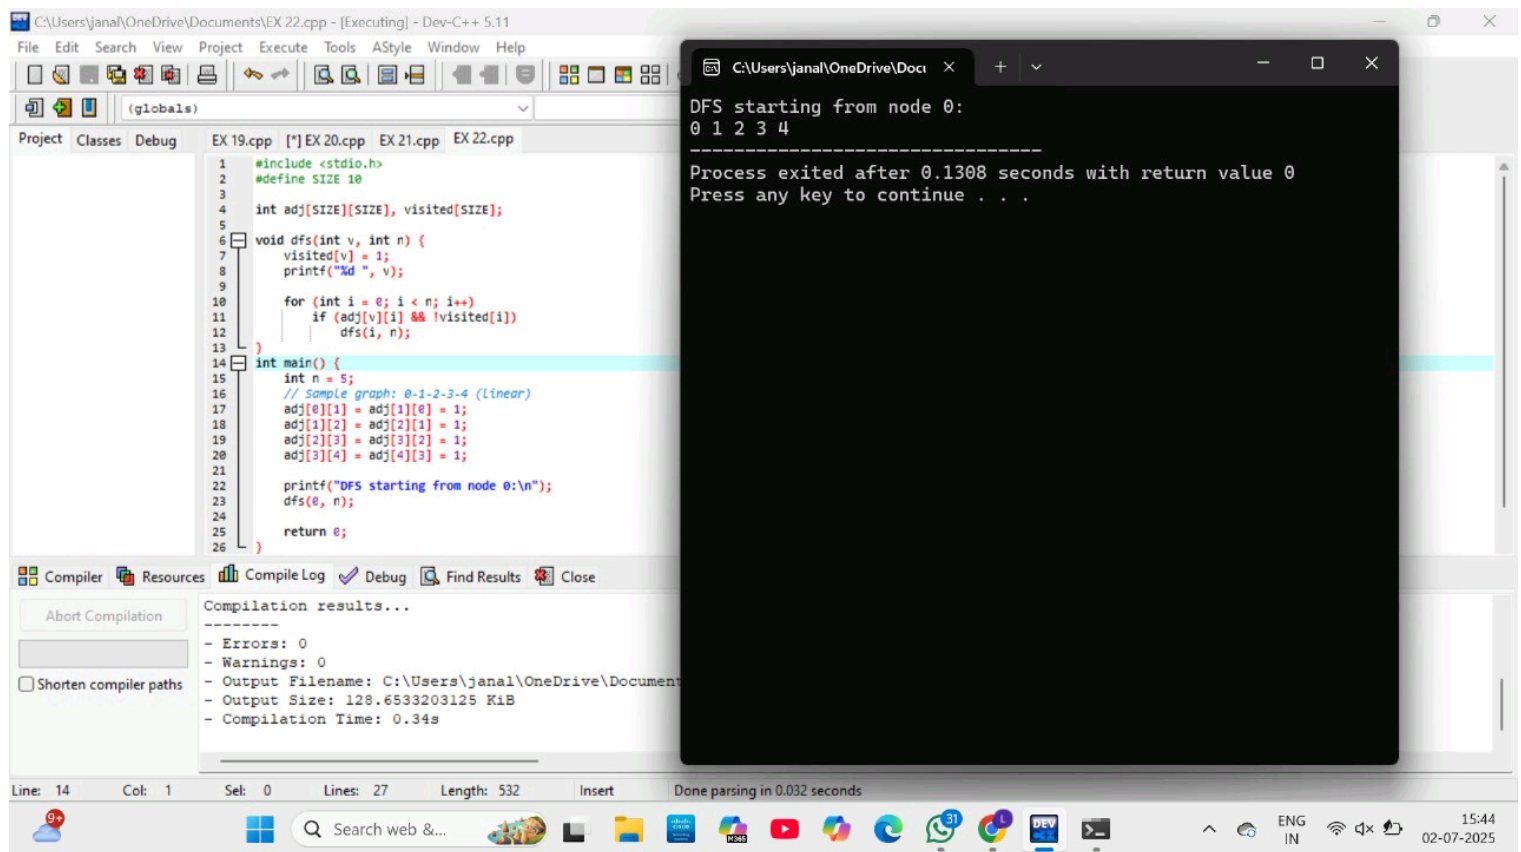 C:\Users\janal\OneDrive\Documents\EX 22.cpp - [Executing] - Dev-C++ 5.11
File Edit Search View Project Execute Tools AStyle Window Help
(globals)
Project Classes Debug
EX 19.cpp [*] EX 20.cpp EX 21.cpp EX 22.cpp
1 #include <stdio.h>
2 #define SIZE 10
3
4 int adj[SIZE][SIZE], visited[SIZE];
5
6 void dfs(int v, int n) {
7 visited[v] = 1;
8 printf("%d ", v);
9
10 for (int i = 0; i < n; i++)
11 if (adj[v][i] && !visited[i])
12 dfs(i, n);
13 }
14 int main() {
15 int n = 5;
16 // Sample graph: 0-1-2-3-4 (linear)
17 adj[0][1] = adj[1][0] = 1;
18 adj[1][2] = adj[2][1] = 1;
19 adj[2][3] = adj[3][2] = 1;
20 adj[3][4] = adj[4][3] = 1;
21
22 printf("DFS starting from node 0:\n");
23 dfs(0, n);
24
25 return 0;
26 }
C:\Users\janal\OneDrive\Doc
DFS starting from node 0:
0 1 2 3 4
--------------------------------
Process exited after 0.1308 seconds with return value 0
Press any key to continue . . .
Compiler Resources Compile Log Debug Find Results Close
Abort Compilation
Shorten compiler paths
Compilation results...
--------
- Errors: 0
- Warnings: 0
- Output Filename: C:\Users\janal\OneDrive\Document
- Output Size: 128.6533203125 KiB
- Compilation Time: 0.34s
Line: 14 Col: 1 Sel: 0 Lines: 27 Length: 532 Insert Done parsing in 0.032 seconds
9+
Search web &...
M365
31
L
DEV
ENG
IN
15:44
02-07-2025